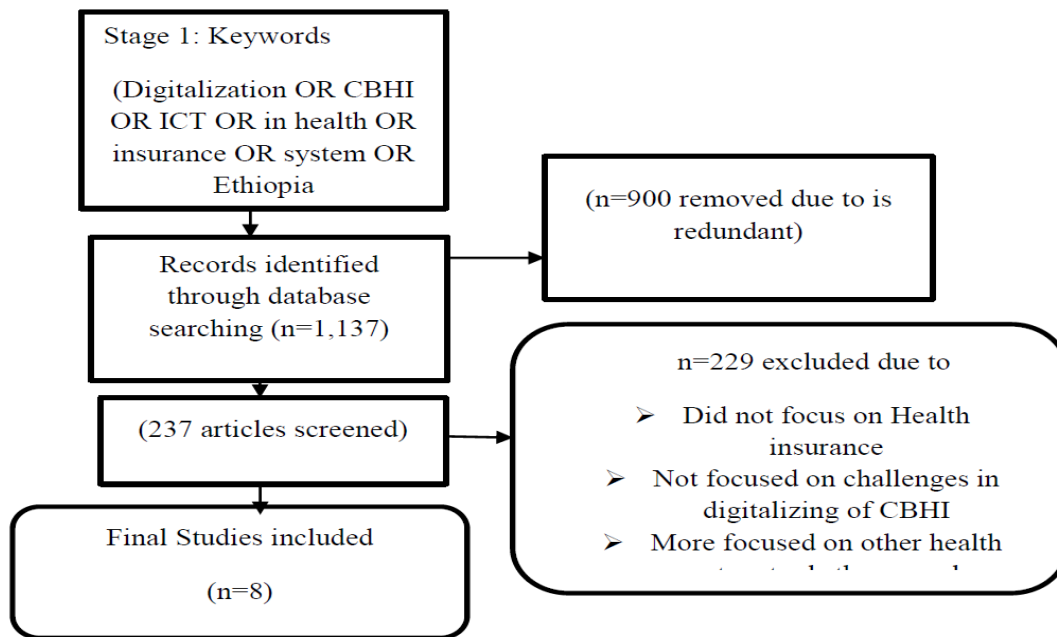 Stage 1: Keywords
(Digitalization OR CBHI
OR ICT OR in health OR
insurance OR system OR
Ethiopia
(n=900 removed due to is
redundant)
Records identified
through database
searching (n=1,137)
n=229 excluded due to
➢ Did not focus on Health
insurance
➢ Not focused on challenges in
digitalizing of CBHI
➢ More focused on other health
(237 articles screened)
Final Studies included
(n=8)